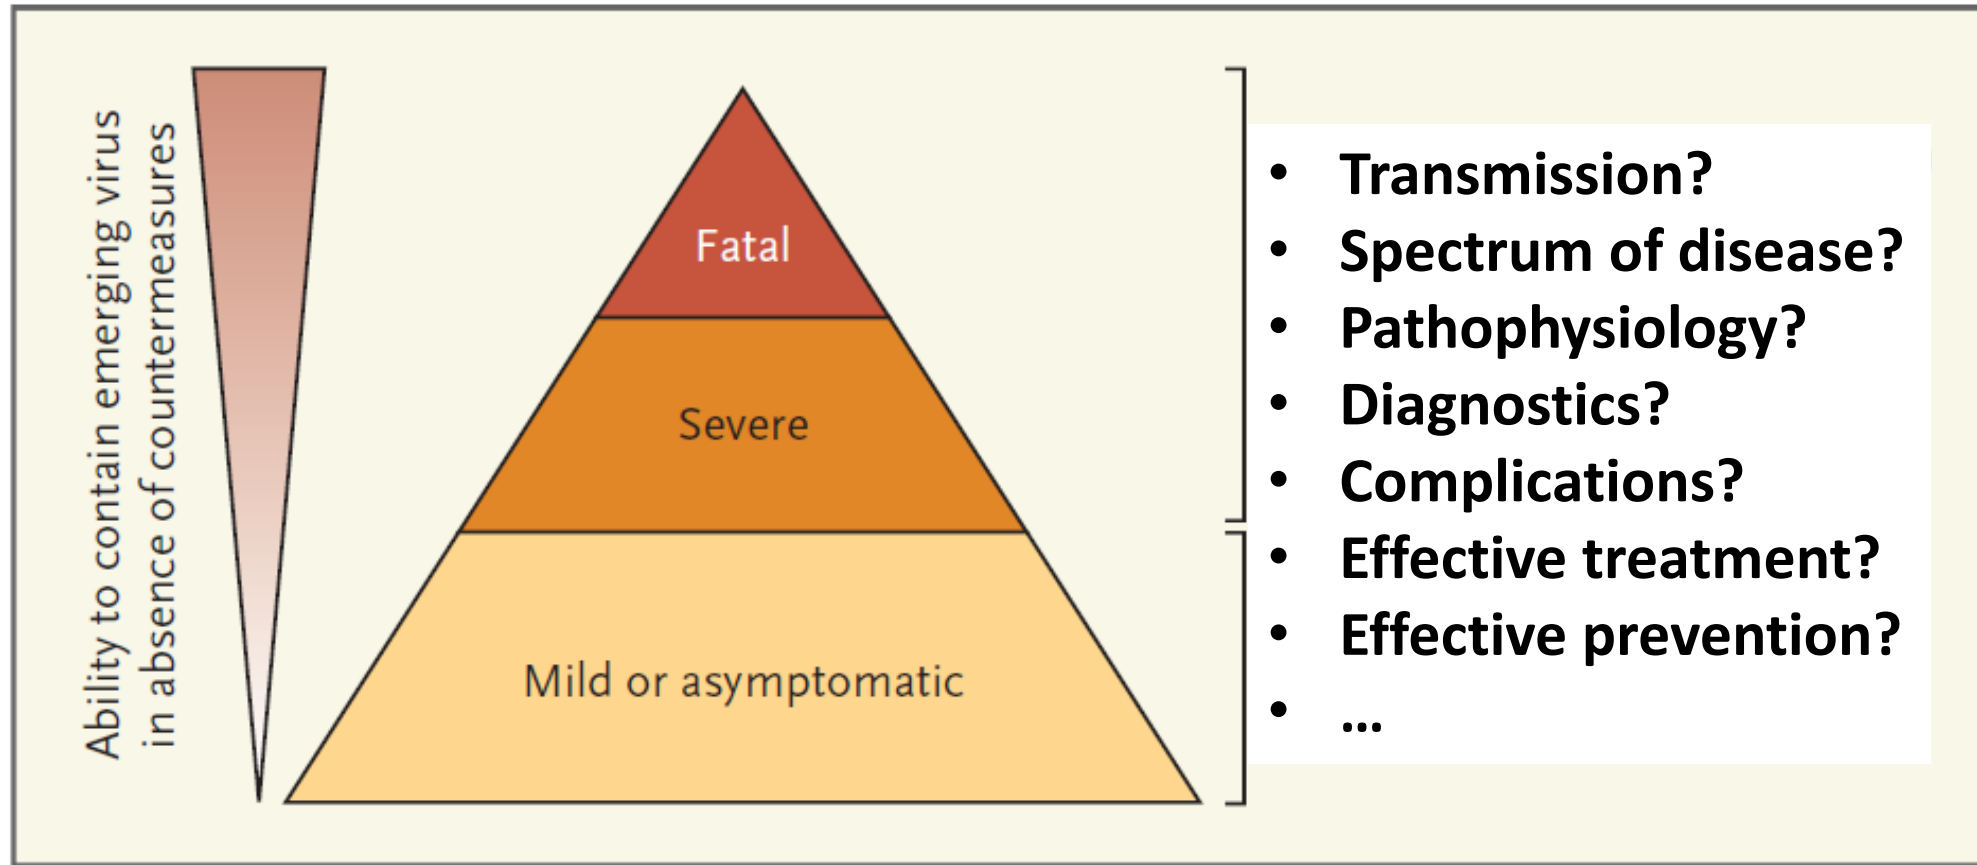 Ability to contain emerging virus
in absence of countermeasures
Fatal
Severe
Mild or asymptomatic
• Transmission?
• Spectrum of disease?
• Pathophysiology?
• Diagnostics?
• Complications?
• Effective treatment?
• Effective prevention?
• ...